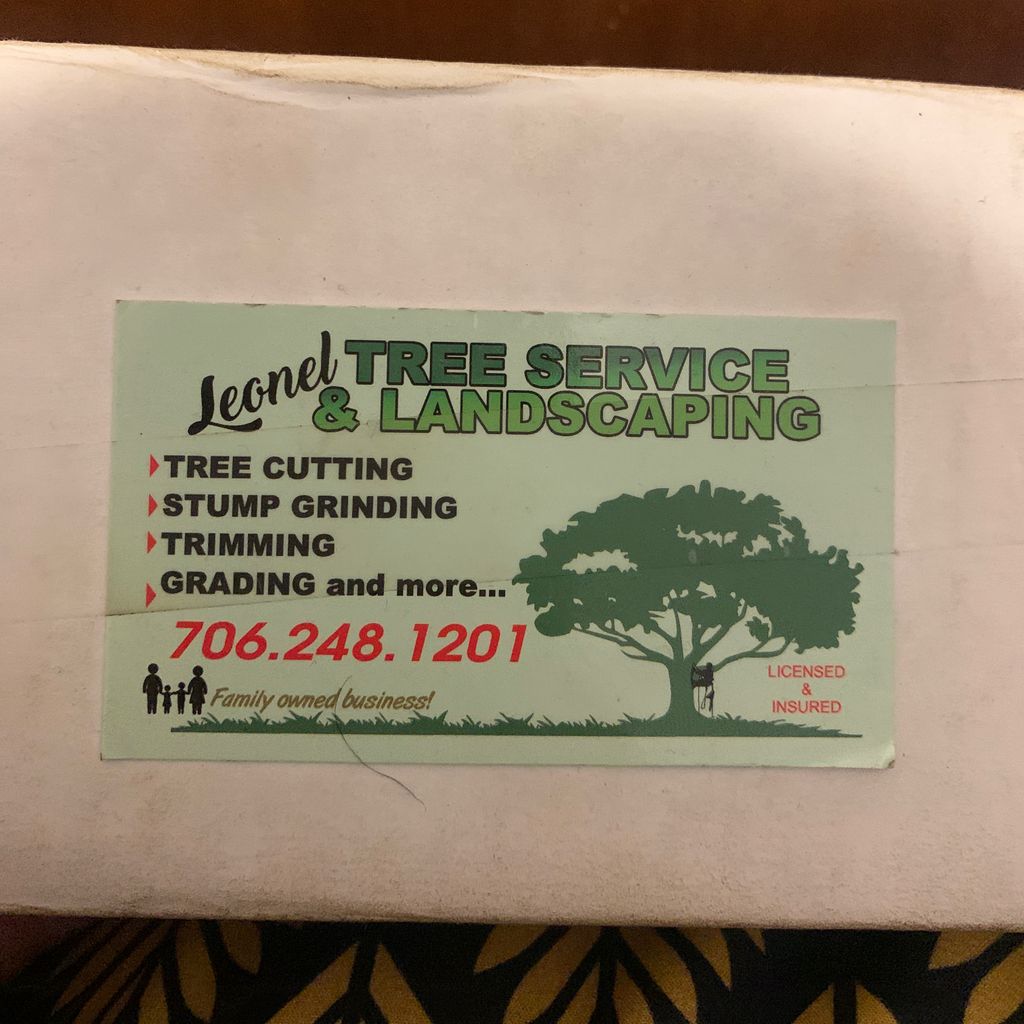 Leonel TREE SERVICE
& LANDSCAPING
TREE CUTTING
STUMP GRINDING
TRIMMING
GRADING and more...
706.248.1201
Family owned business!
LICENSED
&
INSURED